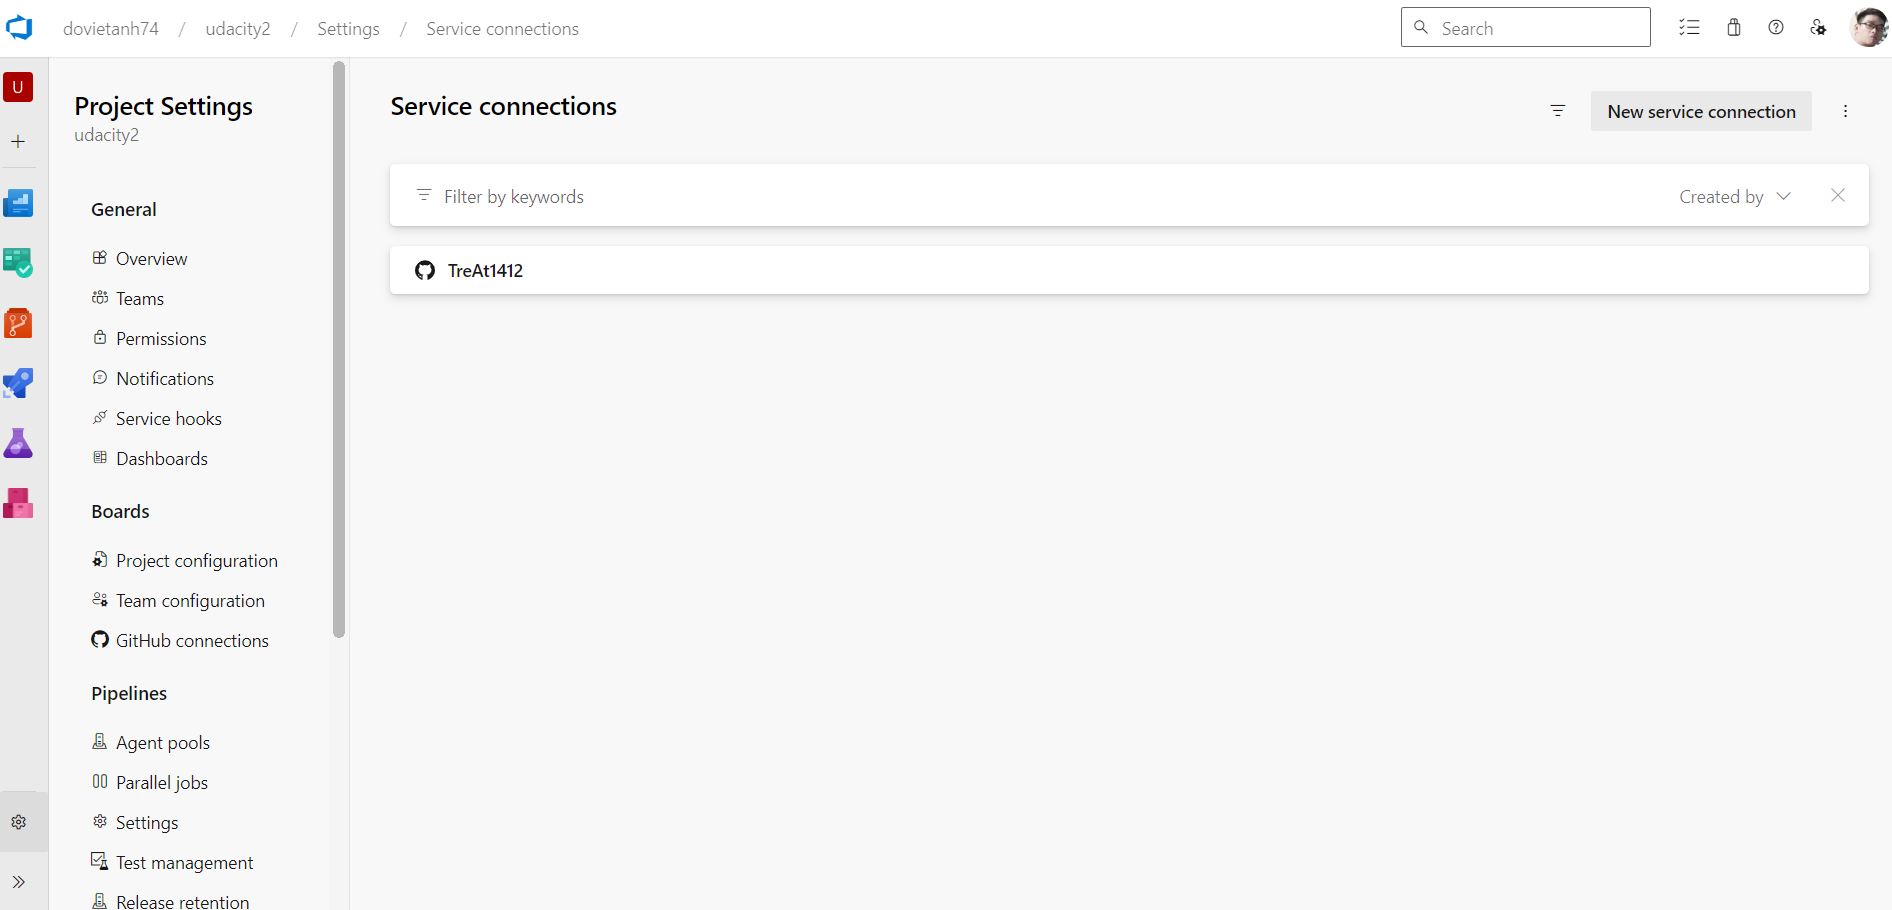 dovietanh74 / udacity2 / Settings / Service connections
Search
U
Project Settings
udacity2
General
Overview
Teams
Permissions
Notifications
Service hooks
Dashboards
Boards
Project configuration
Team configuration
GitHub connections
Pipelines
Agent pools
Parallel jobs
Settings
Test management
Release retention
Service connections
New service connection
Filter by keywords
Created by
TreAt1412